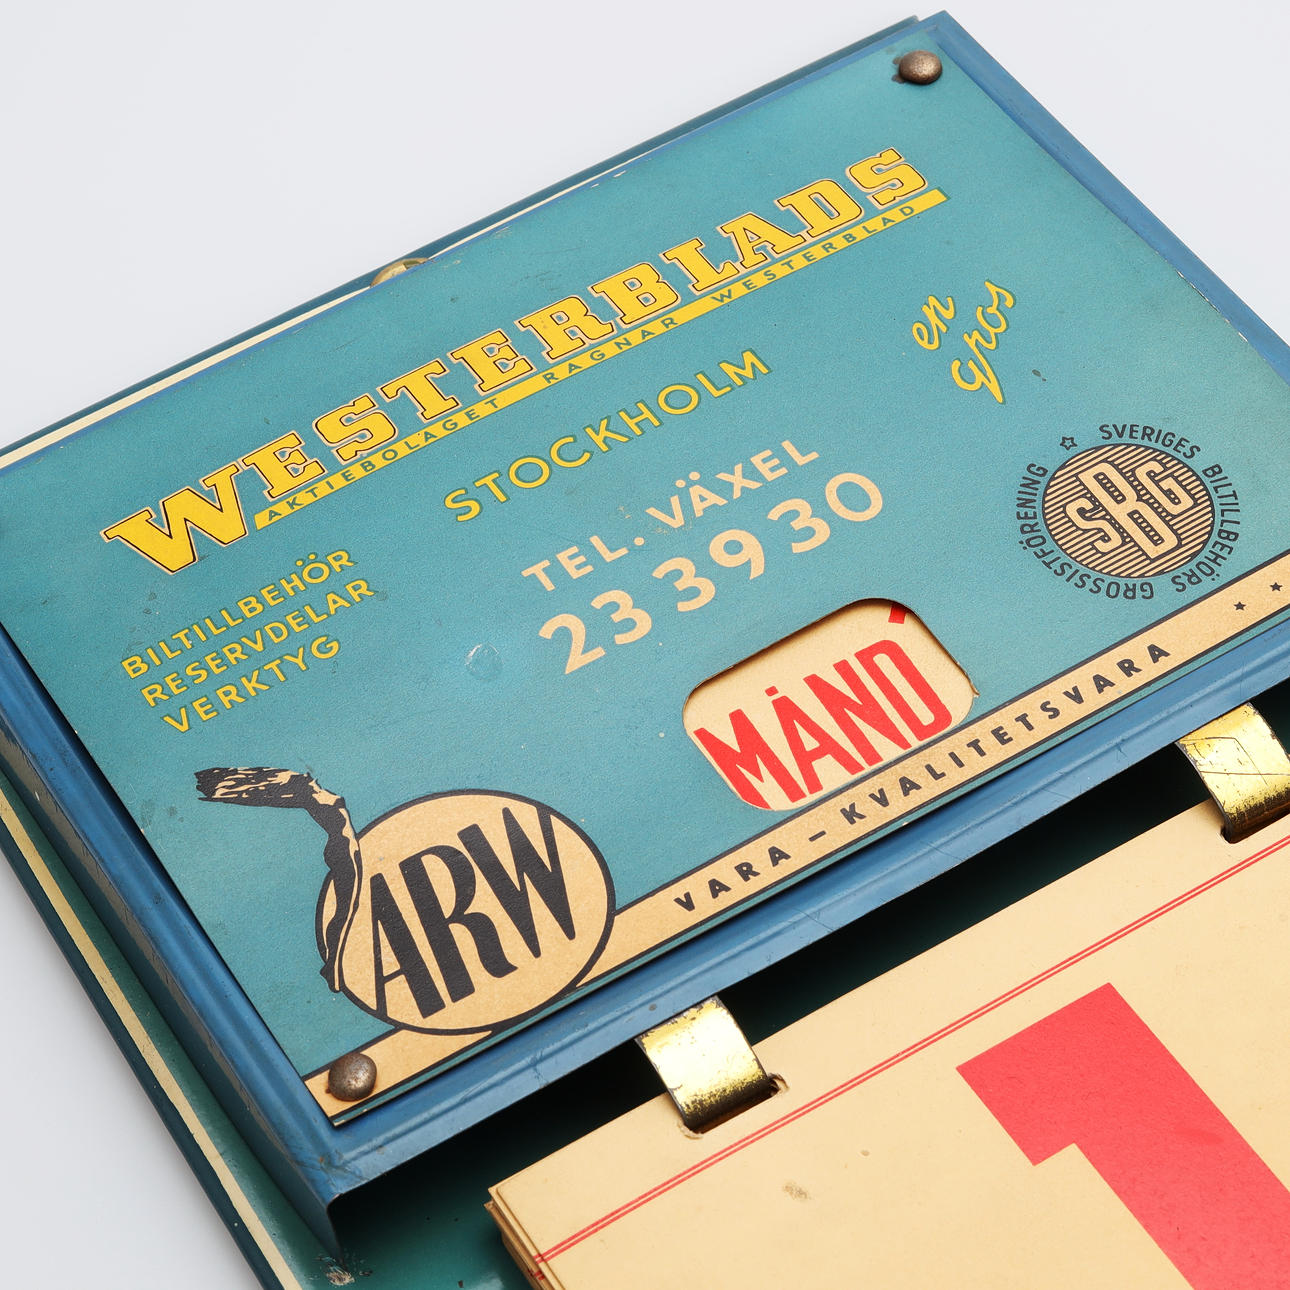 WESTERBLADS
AKTIEBOLAGET RAGNAR WESTERBLAD
STOCKHOLM
en
gros
TEL. VÄXEL
23 39 30
BILTILLBEHÖR
RESERVDELAR
VERKTYG
SVERIGES BILTILLBEHÖRS GROSSISTFÖRENING
SBG
MÅND
ARW
VARA – KVALITETSVARA
1